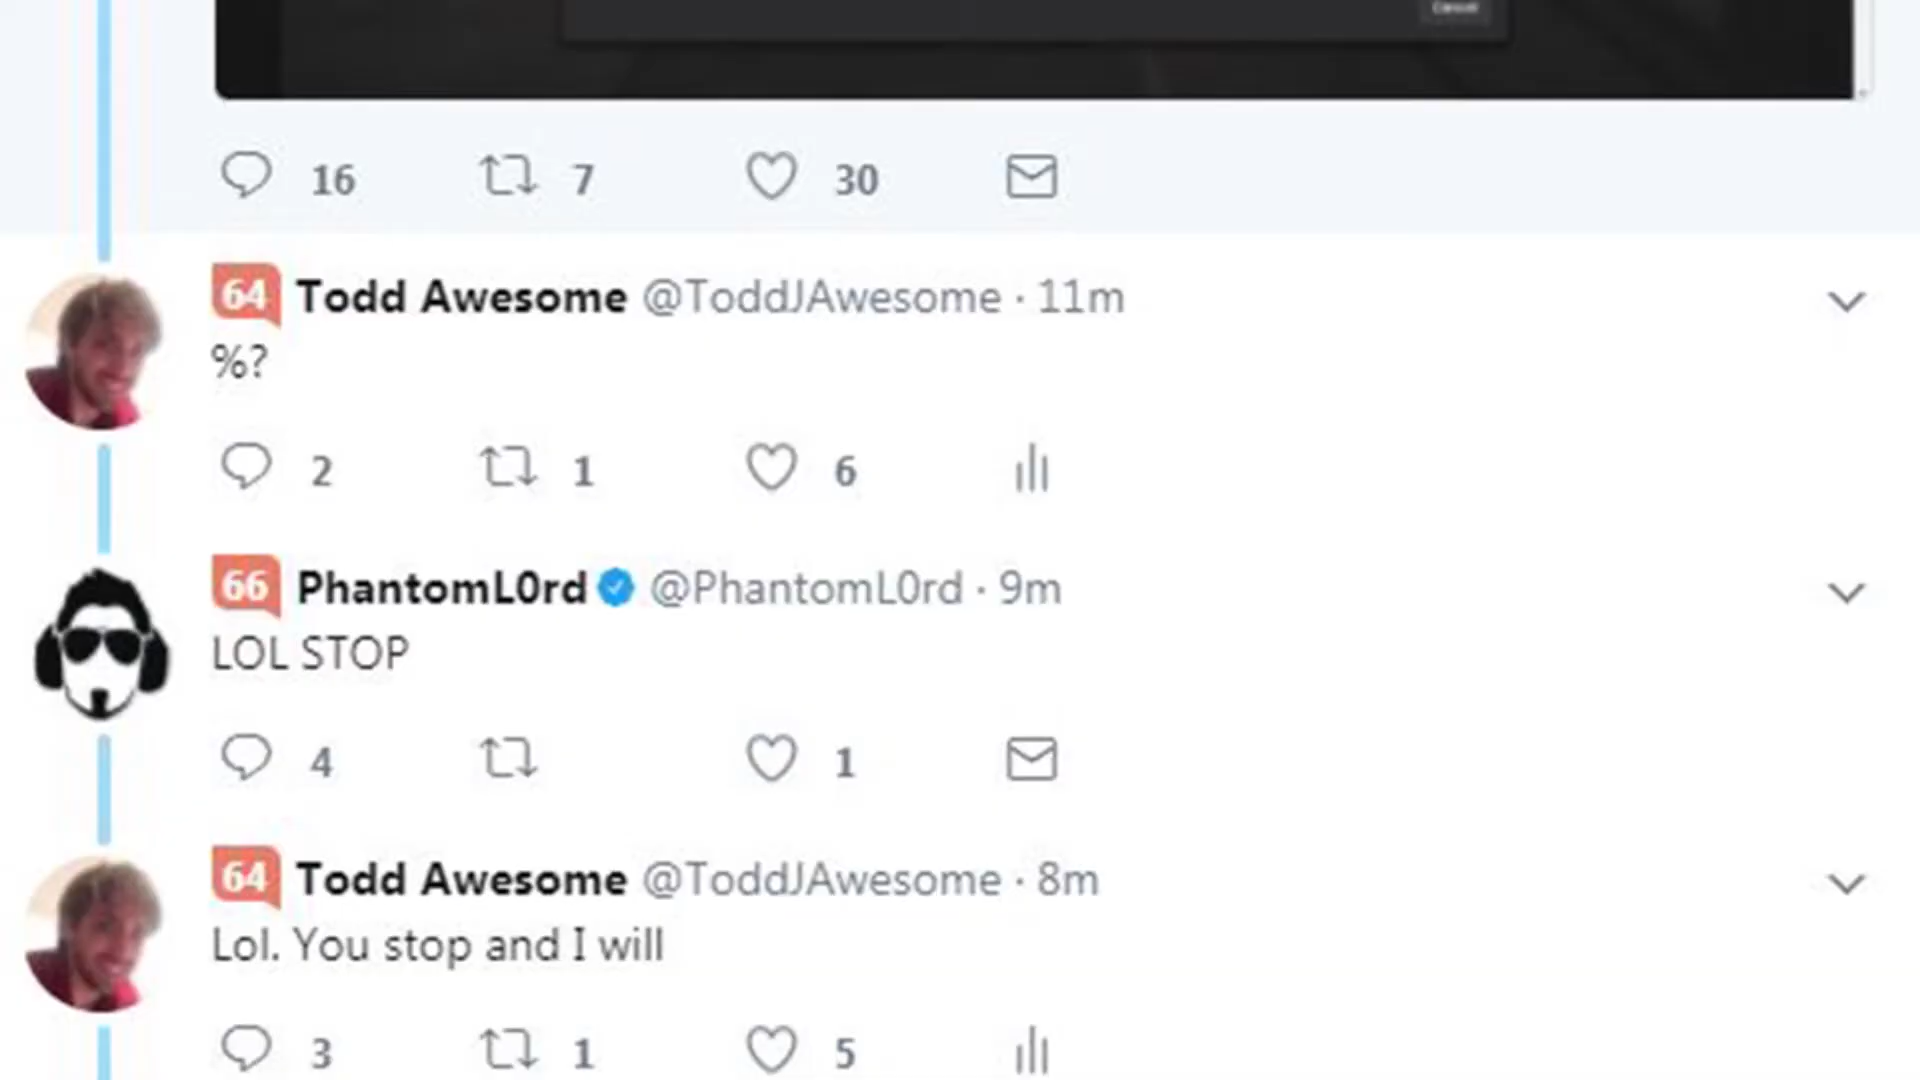 Cancel
16 7 30
64 Todd Awesome @ToddJAwesome · 11m
%?
2 1 6
66 PhantomL0rd @PhantomL0rd · 9m
LOL STOP
4 1
64 Todd Awesome @ToddJAwesome · 8m
Lol. You stop and I will
3 1 5